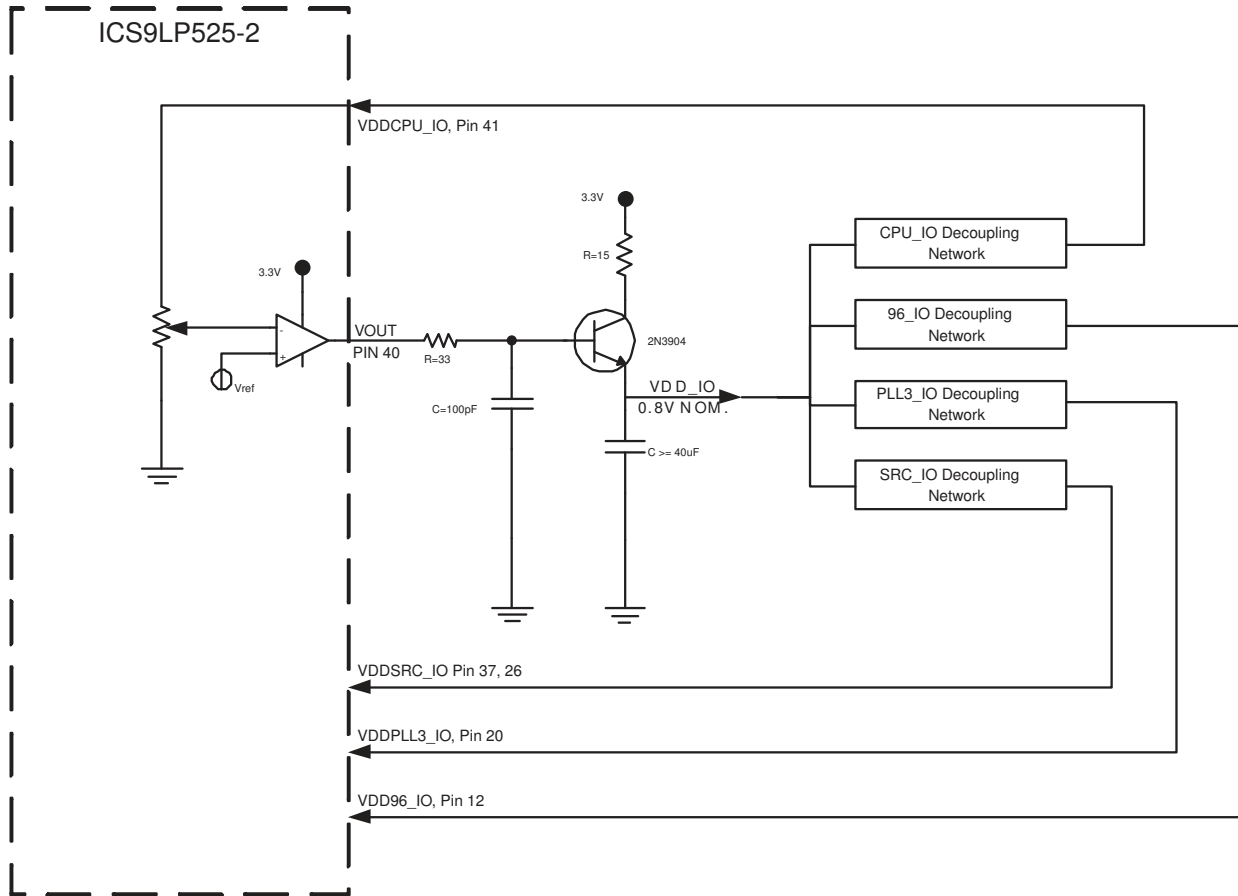 ICS9LP525-2
VDDCPU_IO, Pin 41
3.3V
R=15
CPU_IO Decoupling
Network
3.3V
96_IO Decoupling
Network
-
+
Vref
VOUT
PIN 40
R=33
2N3904
C=100pF
VDD_IO
0.8V NOM.
PLL3_IO Decoupling
Network
C >= 40uF
SRC_IO Decoupling
Network
VDDSRC_IO Pin 37, 26
VDDPLL3_IO, Pin 20
VDD96_IO, Pin 12